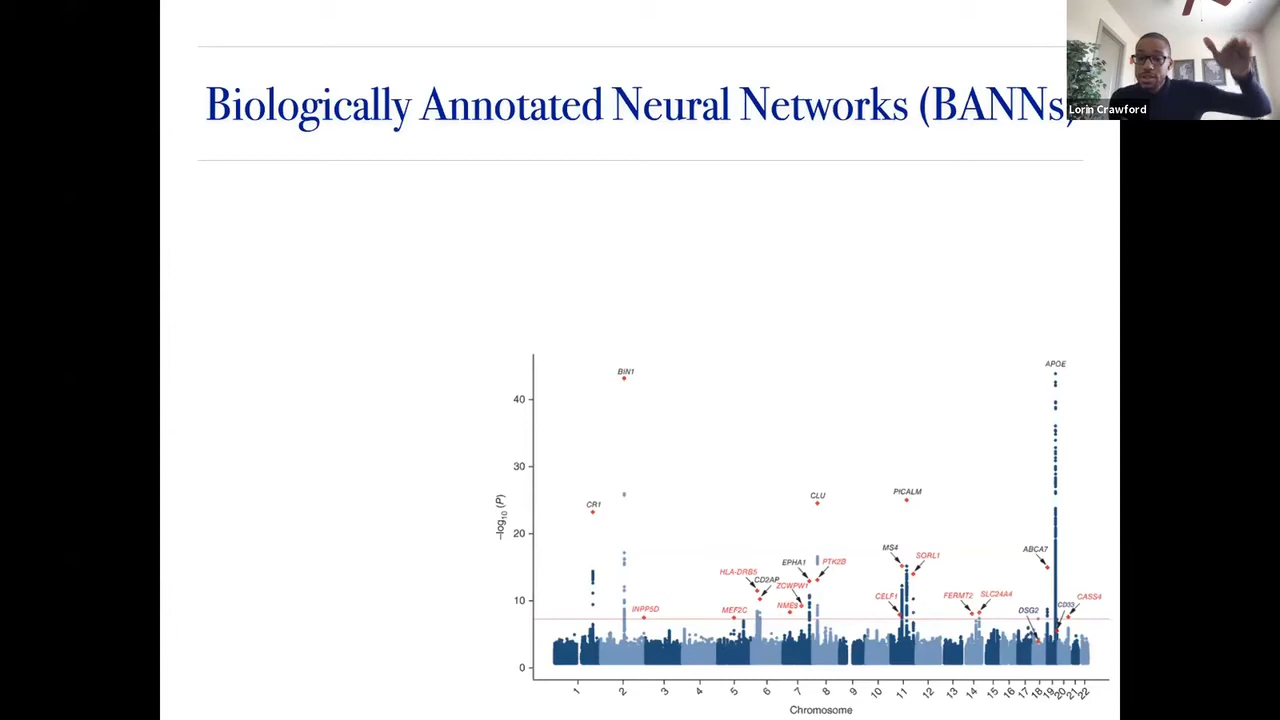 Biologically Annotated Neural Networks (BANNs)
Lorin Crawford
APOE
BIN1
40
30
CR1
CLU
PICALM
–log10 (P)
20
MS4
SORL1
ABCA7
EPHA1
PTK2B
HLA-DRB5
CD2AP
ZCWPW1
10
INPP5D
MEF2C
NME8
CELF1
FERMT2
SLC24A4
DSG2
CD33
CASS4
0
1 2 3 4 5 6 7 8 9 10 11 12 13 14 15 16 17 18 19 20 21 22
Chromosome